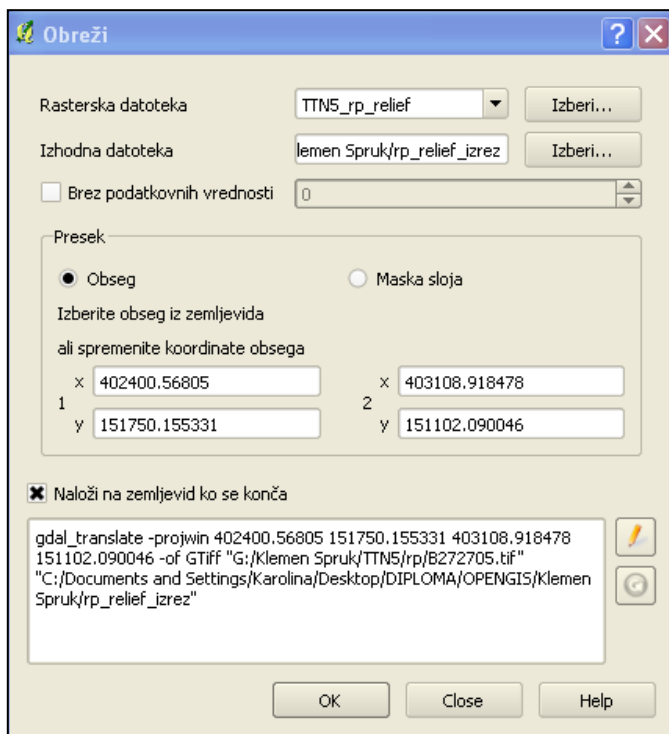 Obreži
Rasterska datoteka TTN5_rp_relief Izberi...
Izhodna datoteka lemen Spruk/rp_relief_izrez Izberi...
Brez podatkovnih vrednosti 0
Presek
Obseg Maska sloja
Izberite obseg iz zemljevida
ali spremenite koordinate obsega
x 402400.56805 x 403108.918478
1 2
y 151750.155331 y 151102.090046
Naloži na zemljevid ko se konča
gdal_translate -projwin 402400.56805 151750.155331 403108.918478
151102.090046 -of GTiff "G:/Klemen Spruk/TTN5/rp/B272705.tif"
"C:/Documents and Settings/Karolina/Desktop/DIPLOMA/OPENGIS/Klemen
Spruk/rp_relief_izrez"
OK Close Help